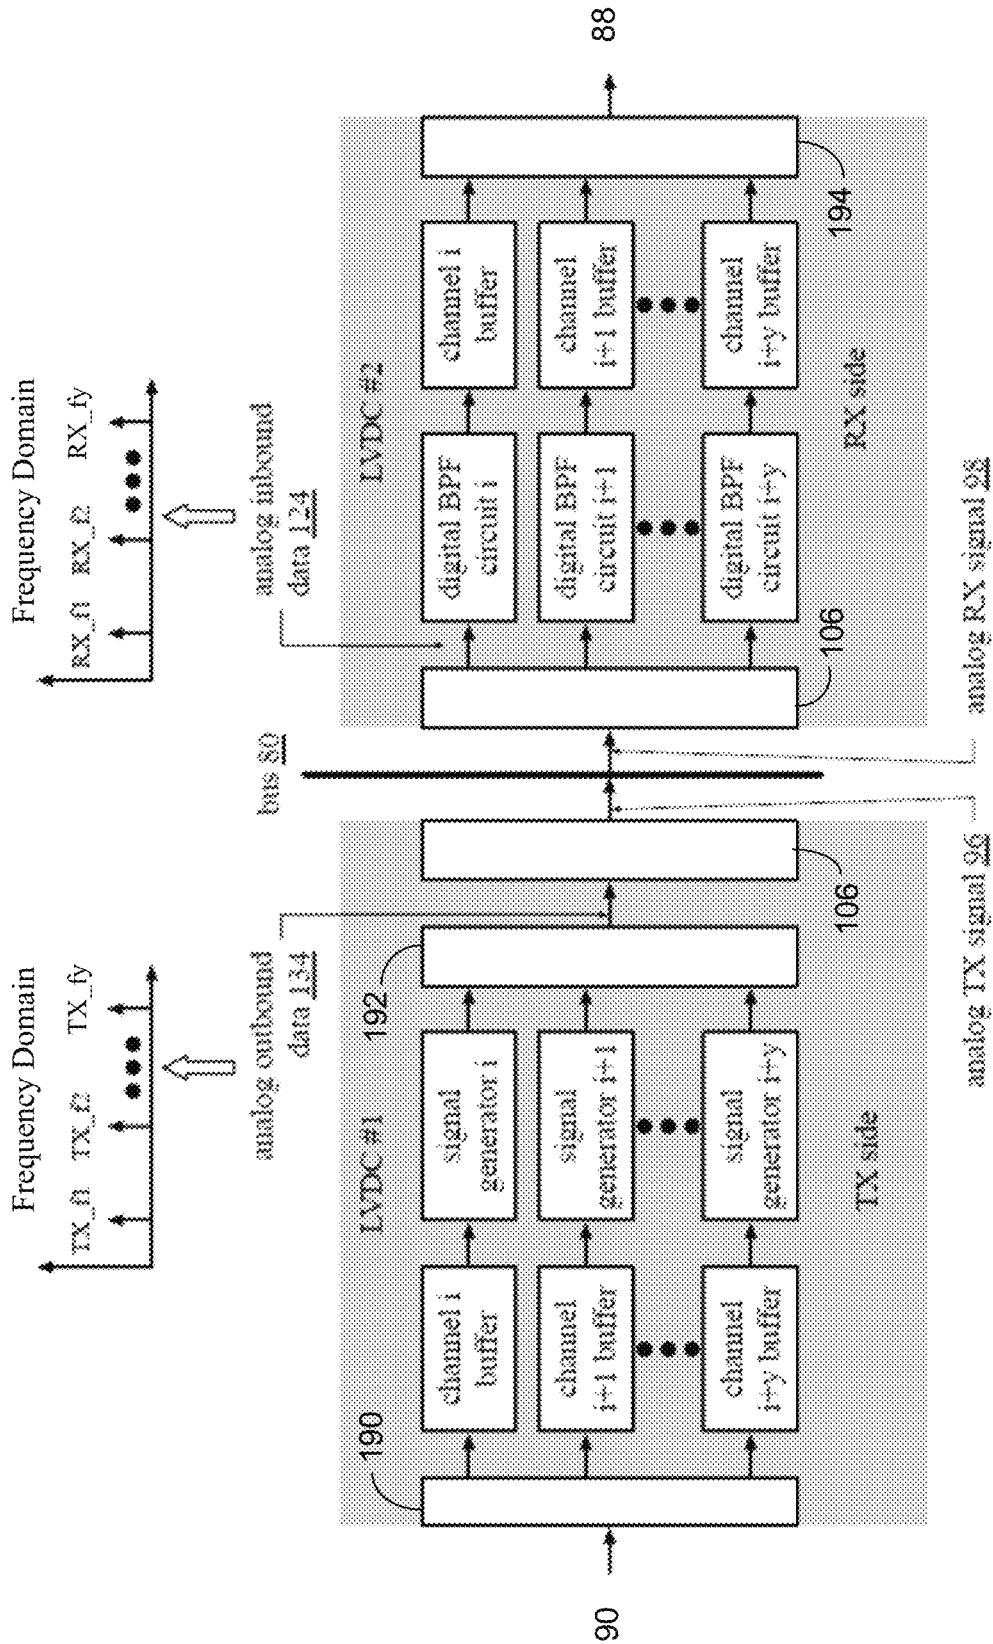 Frequency Domain
TX_f1
TX_f2
TX_fy
Frequency Domain
RX_f1
RX_f2
RX_fy
analog outbound
data 134
bus 80
analog inbound
data 124
LVDC #1
190
192
channel i
buffer
signal
generator i
channel
i+1 buffer
signal
generator i+1
channel
i+y buffer
signal
generator i+y
90
106
TX side
analog TX signal 96
LVDC #2
digital BPF
circuit i
channel i
buffer
digital BPF
circuit i+1
channel
i+1 buffer
digital BPF
circuit i+y
channel
i+y buffer
88
106
194
RX side
analog RX signal 98